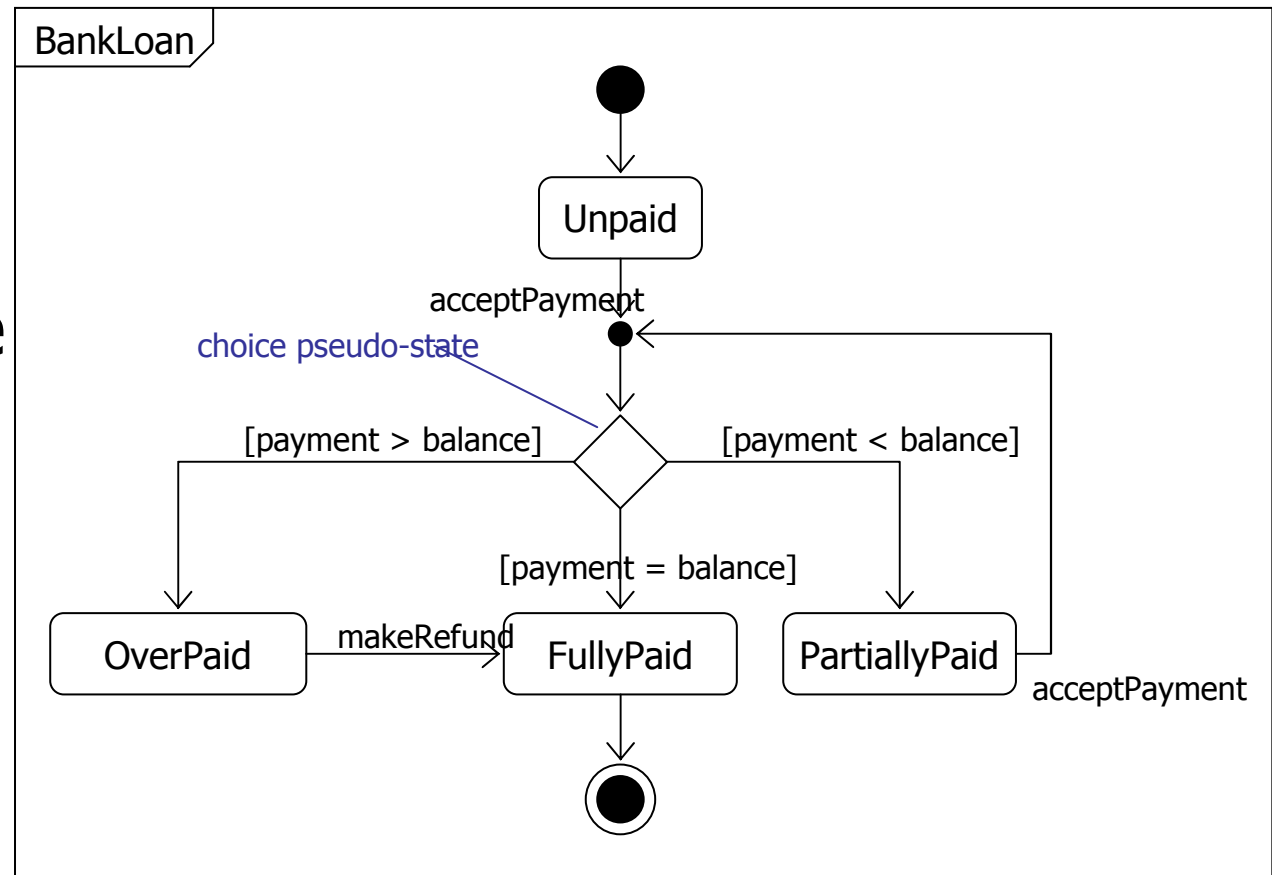 BankLoan
Unpaid
acceptPayment
e
choice pseudo-state
[payment > balance]
[payment < balance]
[payment = balance]
OverPaid
makeRefund
FullyPaid
PartiallyPaid
acceptPayment